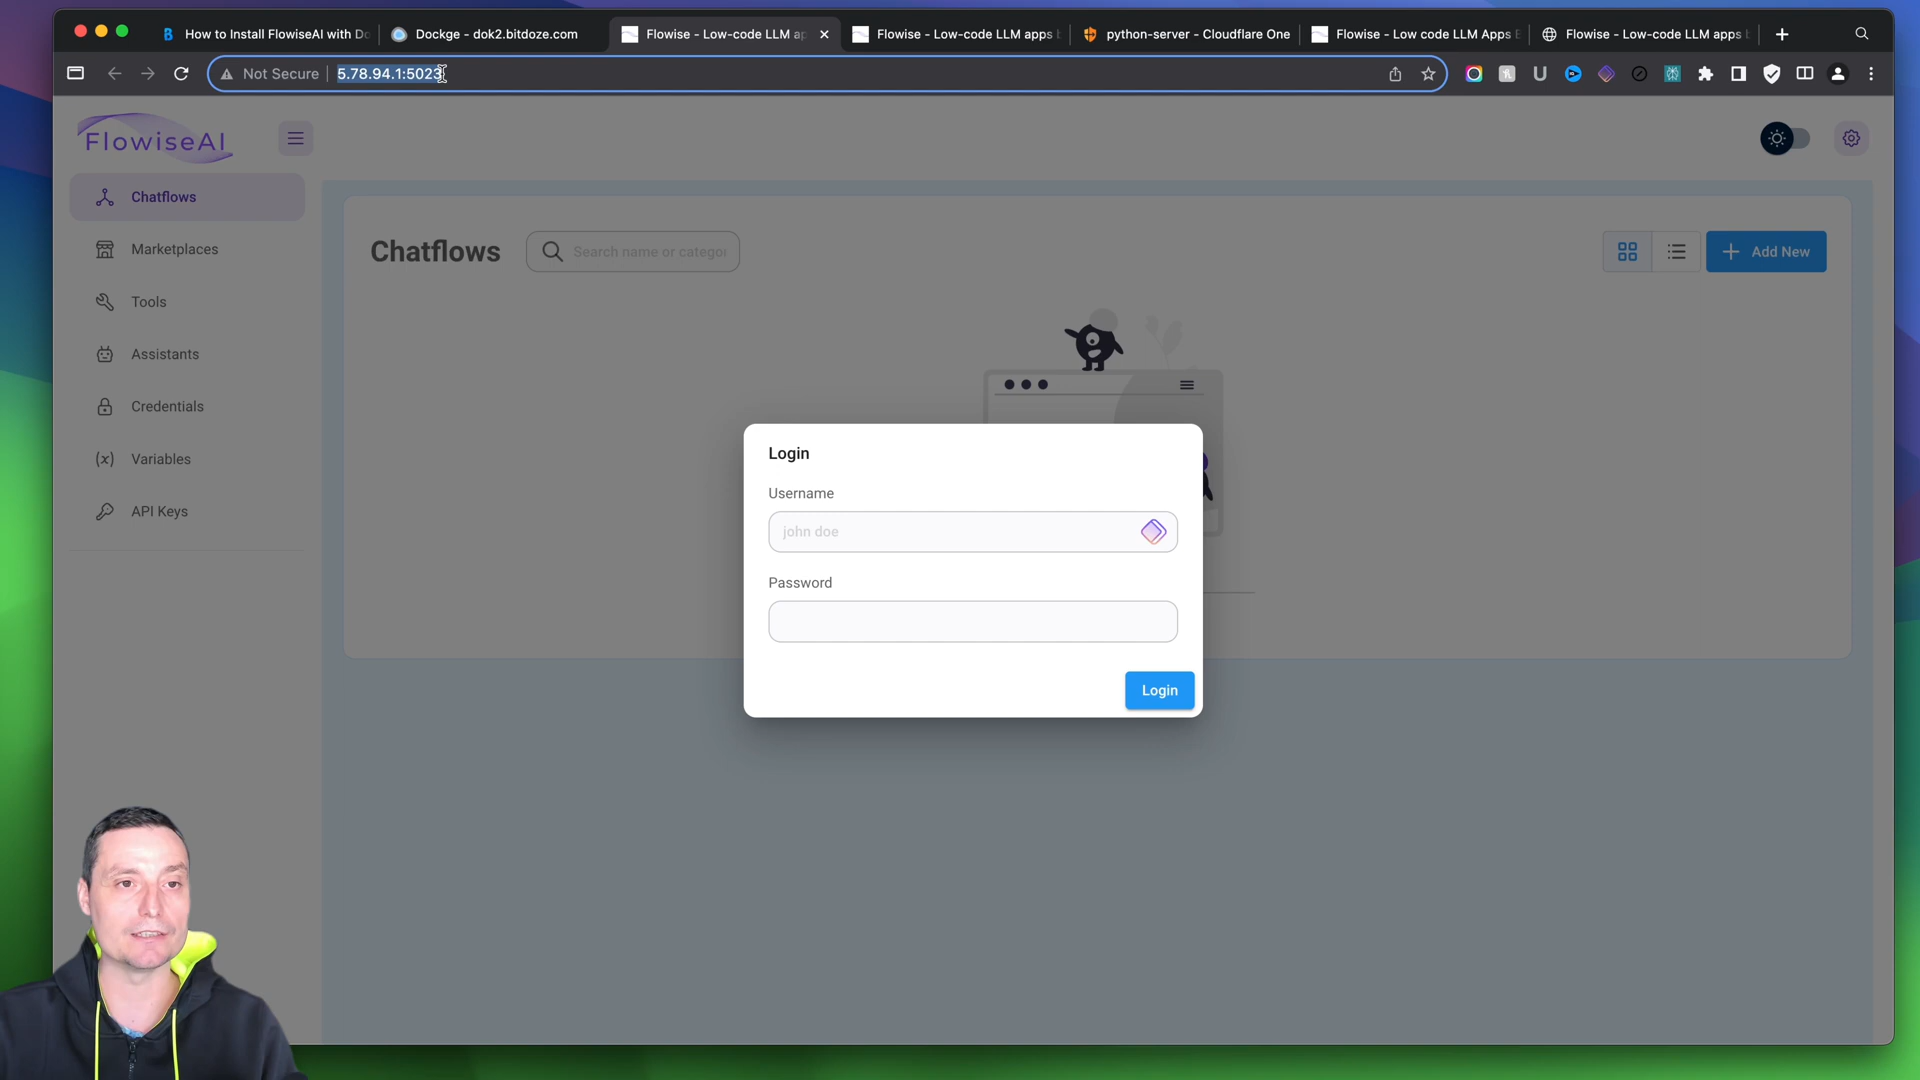 How to Install FlowiseAI with Do
Dockge - dok2.bitdoze.com
Flowise - Low-code LLM ap
Flowise - Low-code LLM apps b
python-server - Cloudflare One
Flowise - Low code LLM Apps B
Flowise - Low-code LLM apps b
Not Secure
5.78.94.1:5023
FlowiseAI
Chatflows
Marketplaces
Tools
Assistants
Credentials
Variables
API Keys
Chatflows
Search name or categor
Add New
Login
Username
john doe
Password
Login